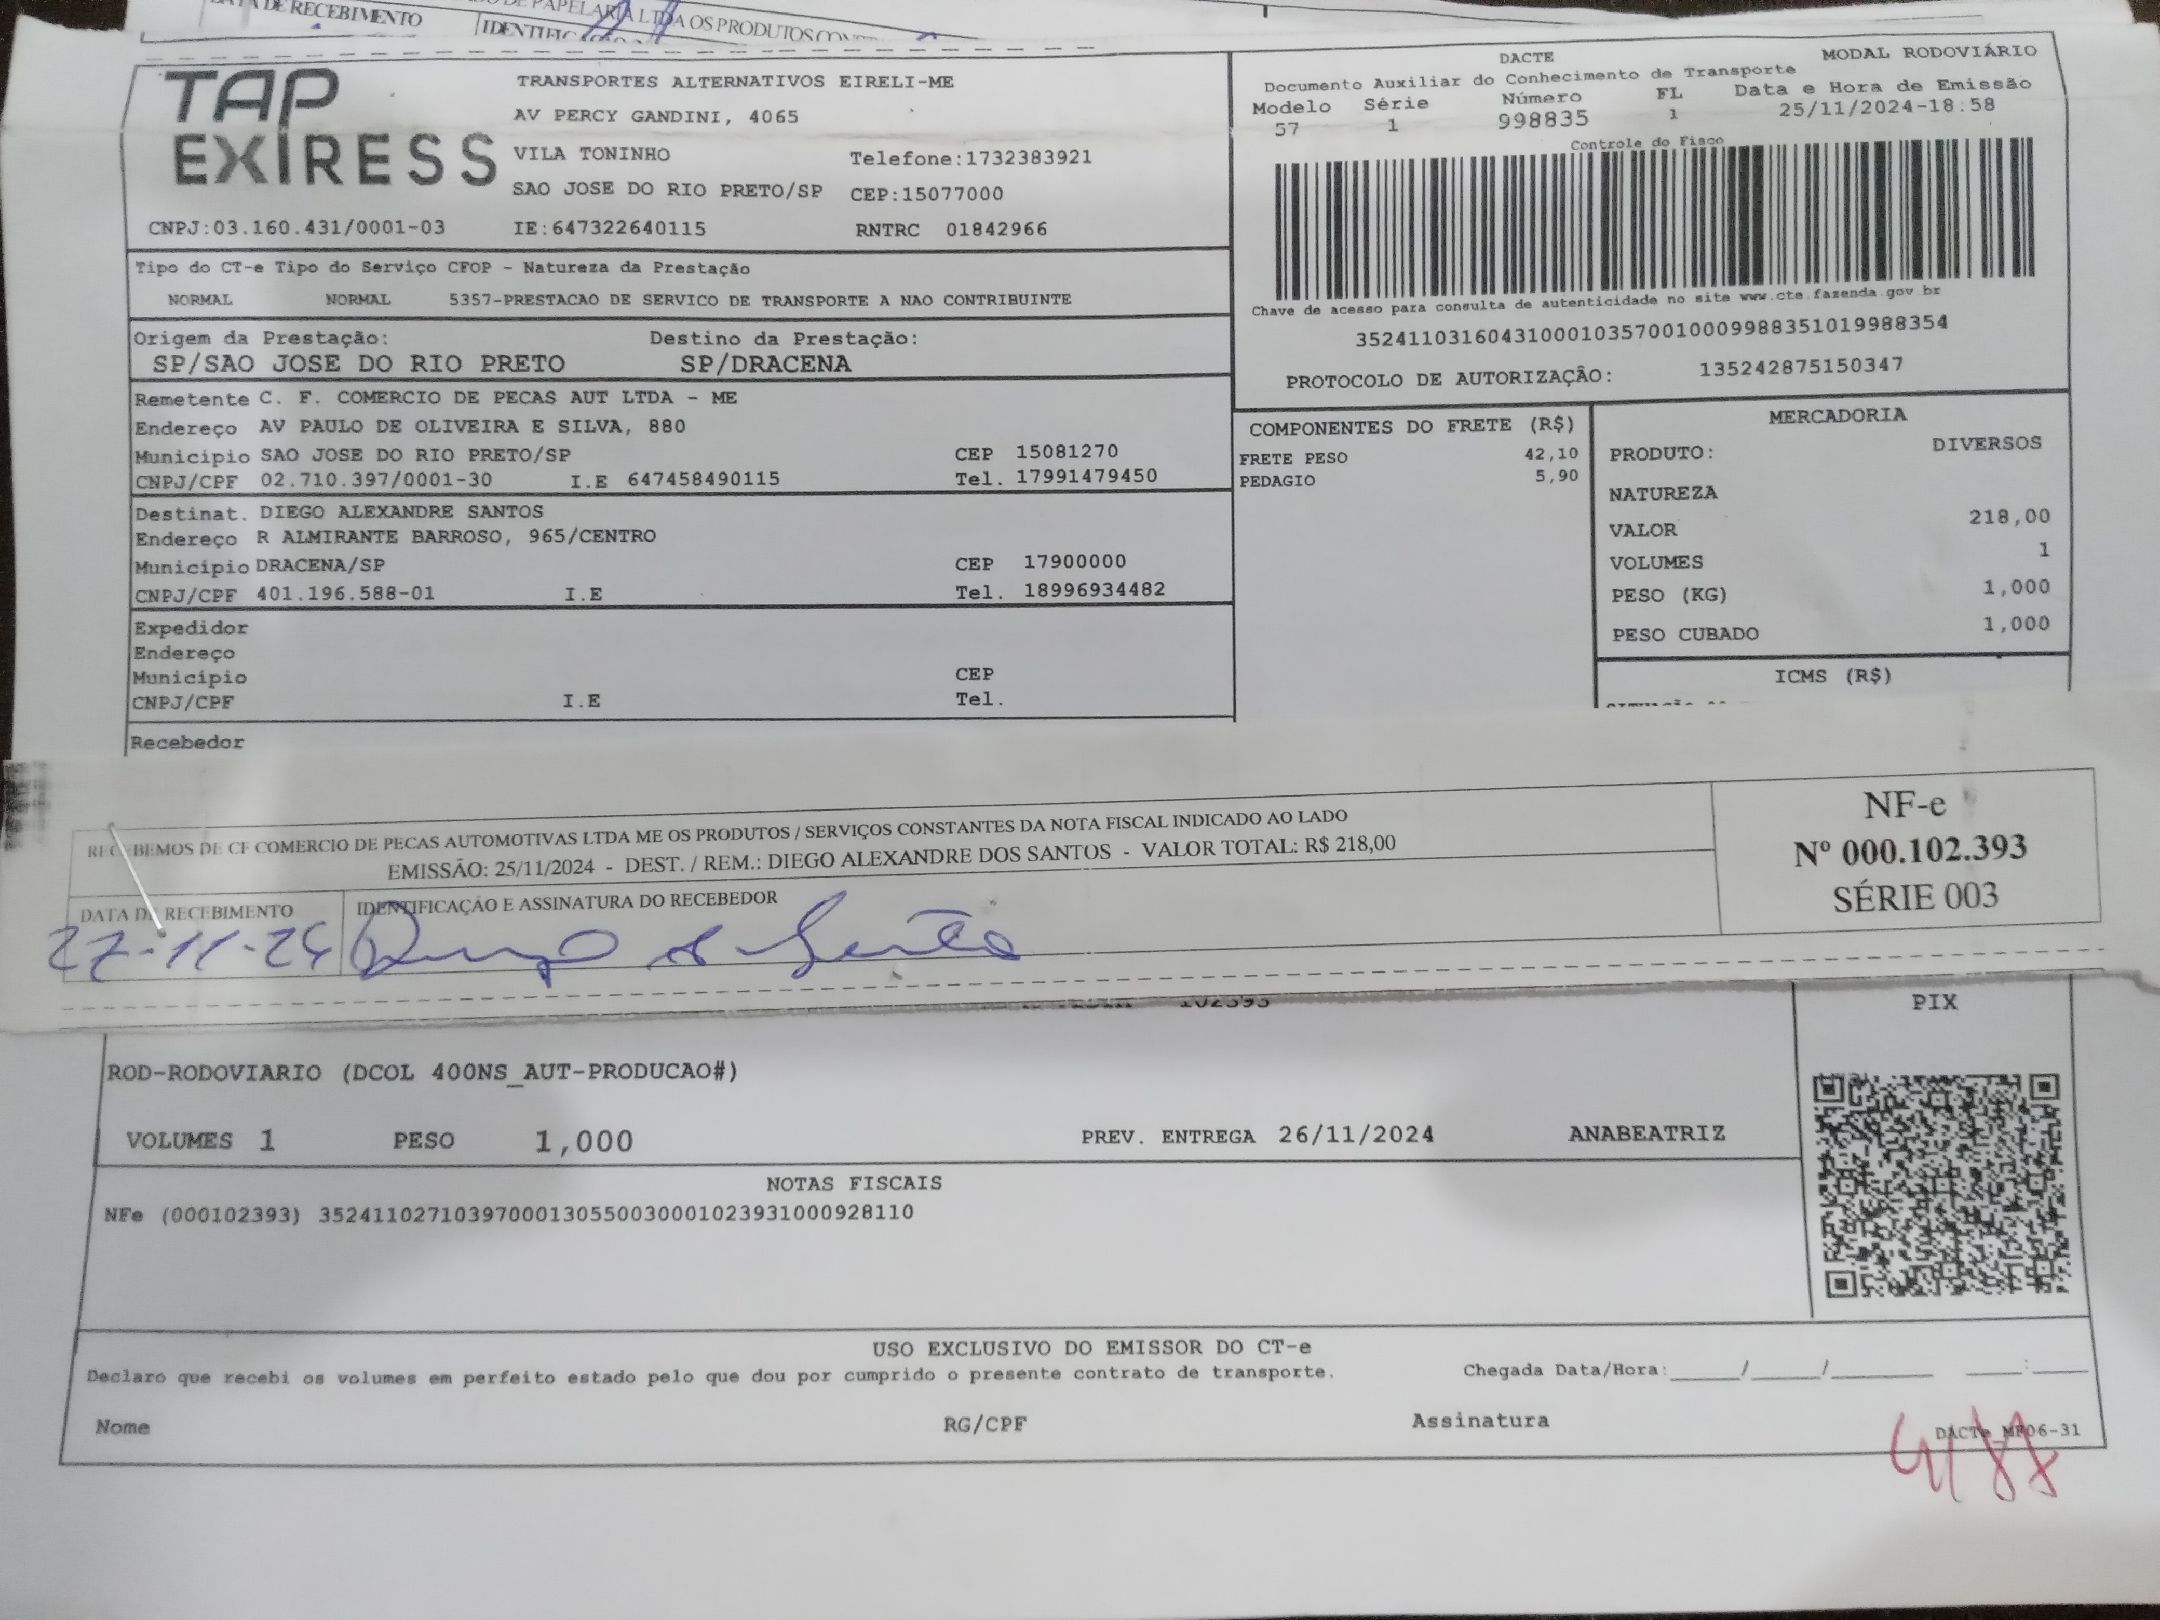 DATA DE RECEBIMENTO
PAPELARIA LTDA OS PRODUTOS
TAP
EXPRESS
TRANSPORTES ALTERNATIVOS EIRELI-ME
AV PERCY GANDINI, 4065
VILA TONINHO Telefone:1732383921
SAO JOSE DO RIO PRETO/SP CEP:15077000
CNPJ:03.160.431/0001-03 IE:647322640115 RNTRC 01842966
DACTE MODAL RODOVIÁRIO
Documento Auxiliar do Conhecimento de Transporte
Modelo Série Número FL Data e Hora de Emissão
57 1 998835 1 25/11/2024-18:58
Controle do Fisco
Chave de acesso para consulta de autenticidade no site www.cte.fazenda.gov.br
35241103160431000103570010009988351019988354
PROTOCOLO DE AUTORIZAÇÃO: 135242875150347
Tipo do CT-e Tipo do Serviço CFOP - Natureza da Prestação
NORMAL NORMAL 5357-PRESTACAO DE SERVICO DE TRANSPORTE A NAO CONTRIBUINTE
Origem da Prestação: Destino da Prestação:
SP/SAO JOSE DO RIO PRETO SP/DRACENA
Remetente C. F. COMERCIO DE PECAS AUT LTDA - ME
Endereço AV PAULO DE OLIVEIRA E SILVA, 880
Município SAO JOSE DO RIO PRETO/SP CEP 15081270
CNPJ/CPF 02.710.397/0001-30 I.E 647458490115 Tel. 17991479450
Destinat. DIEGO ALEXANDRE SANTOS
Endereço R ALMIRANTE BARROSO, 965/CENTRO
Município DRACENA/SP CEP 17900000
CNPJ/CPF 401.196.588-01 I.E Tel. 18996934482
Expedidor
Endereço
Município CEP
CNPJ/CPF I.E Tel.
Recebedor
COMPONENTES DO FRETE (R$)
FRETE PESO 42,10
PEDAGIO 5,90
MERCADORIA
PRODUTO: DIVERSOS
NATUREZA
VALOR 218,00
VOLUMES 1
PESO (KG) 1,000
PESO CUBADO 1,000
ICMS (R$)
RECEBEMOS DE CF COMERCIO DE PECAS AUTOMOTIVAS LTDA ME OS PRODUTOS / SERVIÇOS CONSTANTES DA NOTA FISCAL INDICADO AO LADO
EMISSÃO: 25/11/2024 - DEST. / REM.: DIEGO ALEXANDRE DOS SANTOS - VALOR TOTAL: R$ 218,00
DATA DE RECEBIMENTO IDENTIFICAÇÃO E ASSINATURA DO RECEBEDOR
27-11-24
NF-e
Nº 000.102.393
SÉRIE 003
102393
PIX
ROD-RODOVIARIO (DCOL 400NS_AUT-PRODUCAO#)
VOLUMES 1 PESO 1,000 PREV. ENTREGA 26/11/2024 ANABEATRIZ
NOTAS FISCAIS
NFe (000102393) 35241102710397000130550030001023931000928110
USO EXCLUSIVO DO EMISSOR DO CT-e
Declaro que recebi os volumes em perfeito estado pelo que dou por cumprido o presente contrato de transporte. Chegada Data/Hora:_____/_____/_______ ____:____
Nome RG/CPF Assinatura
DACTe MF06-31